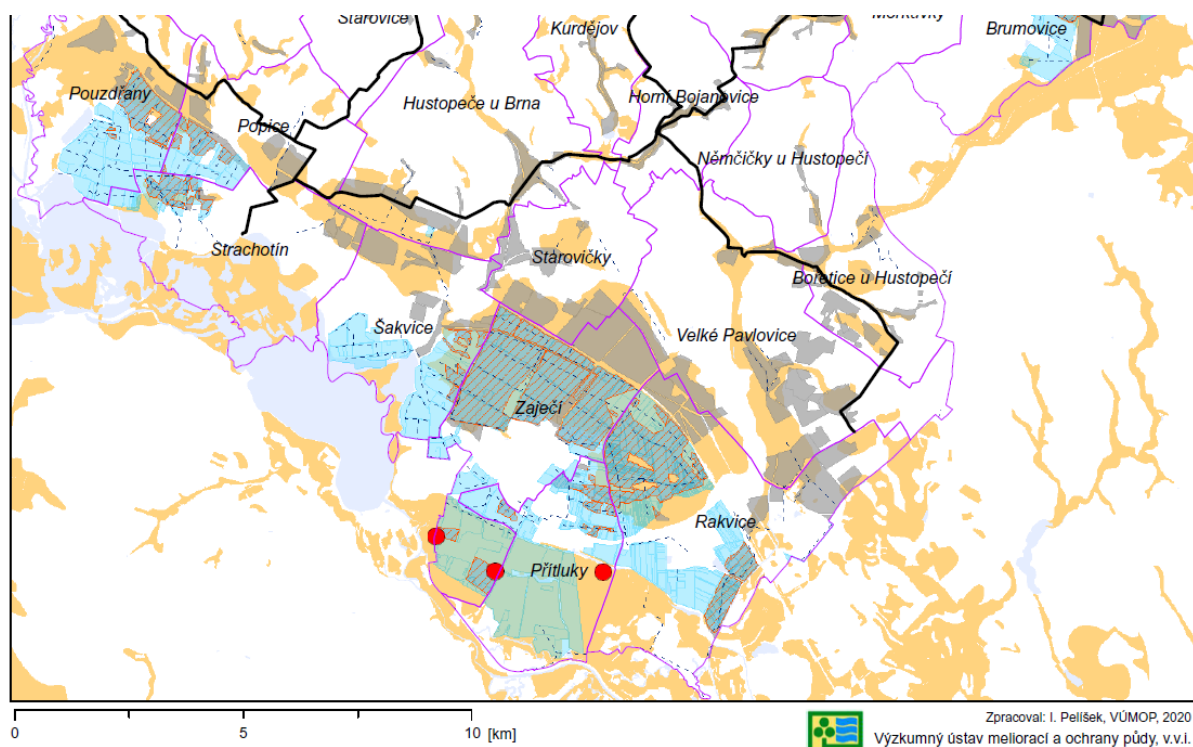 Starovice
Kurdějov
Morkůvky
Brumovice
Pouzdřany
Hustopeče u Brna
Horní Bojanovice
Popice
Němčičky u Hustopečí
Strachotín
Starovičky
Bořetice u Hustopečí
Šakvice
Velké Pavlovice
Zaječí
Rakvice
Přítluky
0 5 10 [km]
Zpracoval: I. Pelíšek, VÚMOP, 2020
Výzkumný ústav meliorací a ochrany půdy, v.v.i.